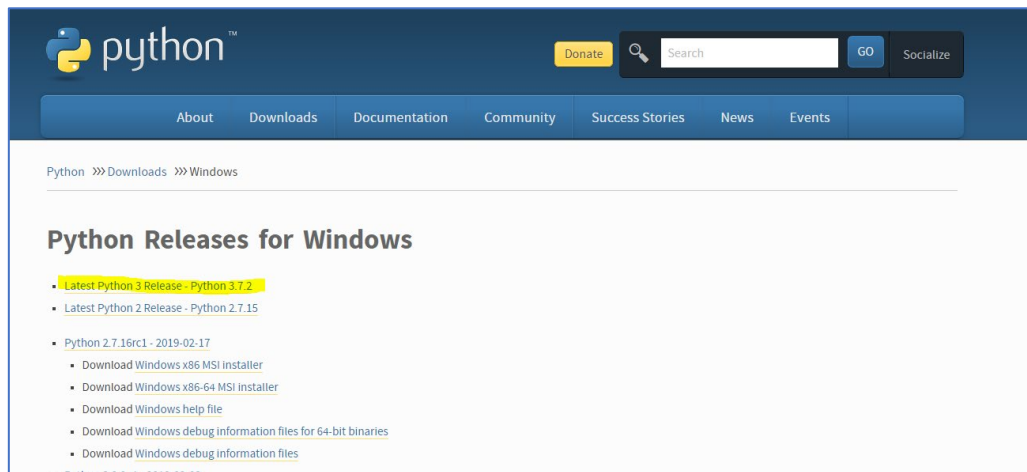 python™
Donate
Search
GO
Socialize
About Downloads Documentation Community Success Stories News Events
Python >>> Downloads >>> Windows
Python Releases for Windows
Latest Python 3 Release - Python 3.7.2
Latest Python 2 Release - Python 2.7.15
Python 2.7.16rc1 - 2019-02-17
Download Windows x86 MSI installer
Download Windows x86-64 MSI installer
Download Windows help file
Download Windows debug information files for 64-bit binaries
Download Windows debug information files